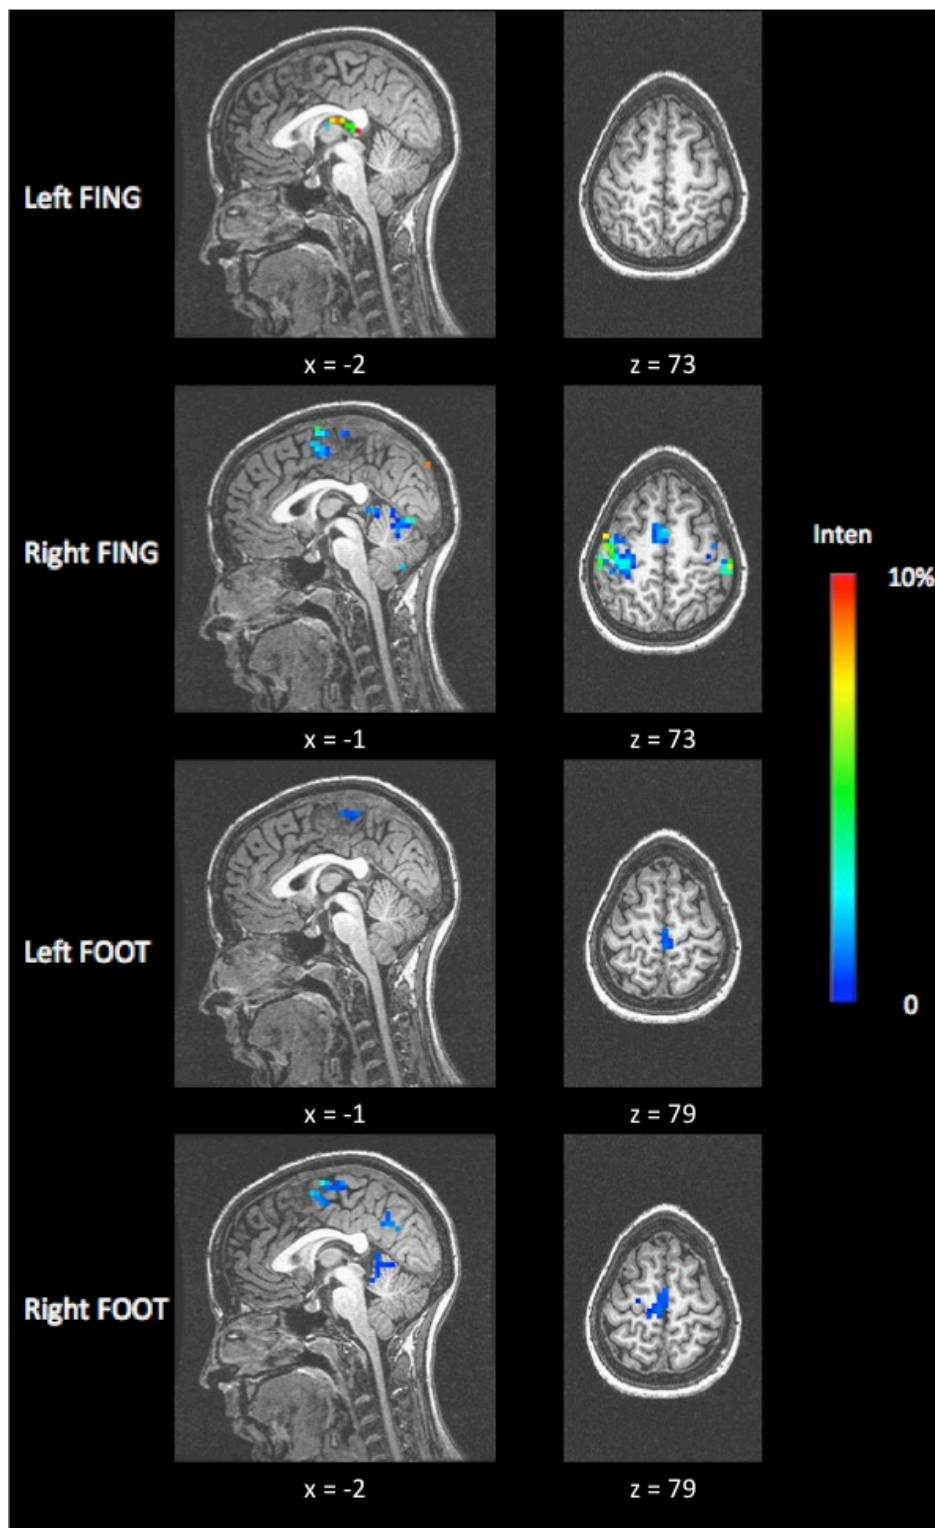 Left FING
x = -2
z = 73
Right FING
Inten
10%
x = -1
z = 73
Left FOOT
0
x = -1
z = 79
Right FOOT
x = -2
z = 79